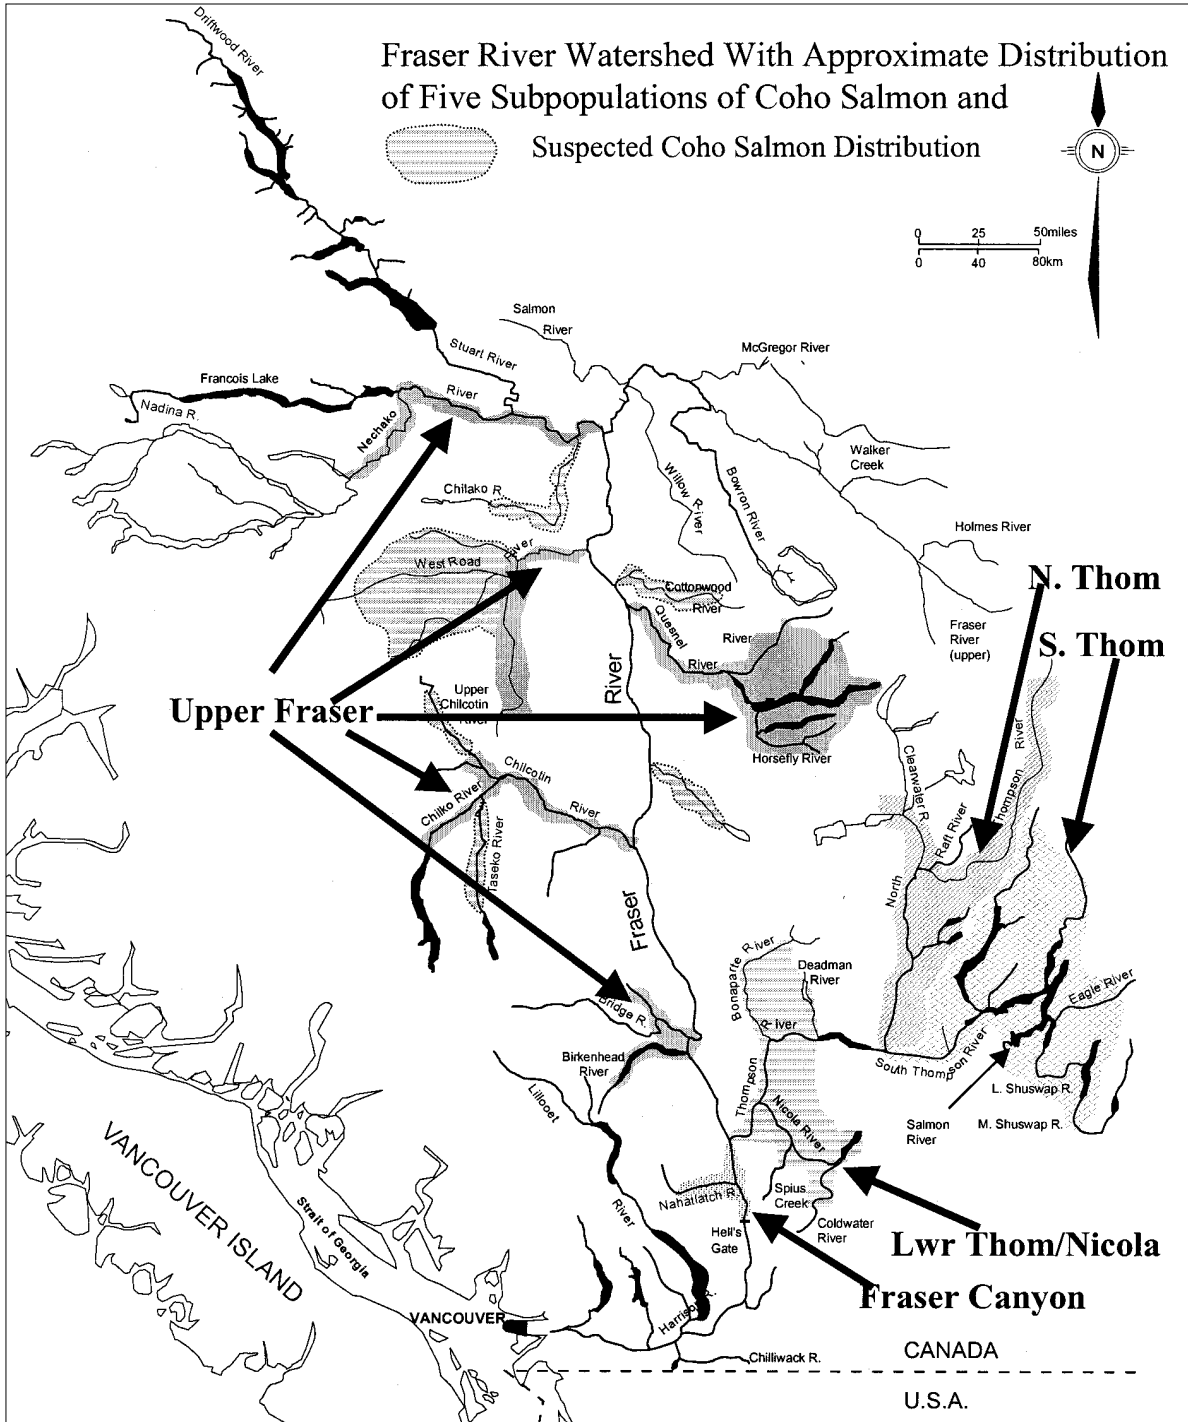 Driftwood River
Fraser River Watershed With Approximate Distribution
of Five Subpopulations of Coho Salmon and
Suspected Coho Salmon Distribution
N
0 25 50miles
0 40 80km
Salmon
River
Stuart River
McGregor River
Francois Lake
River
Nadina R.
Nechako
Walker
Creek
Chilako R.
Willow River
Bowron River
Holmes River
West Road
River
Cottonwood
River
N. Thom
Fraser
River
(upper)
S. Thom
Quesnel
River
River
River
Upper Fraser
Upper
Chilcotin
River
Horsefly River
Chilcotin
River
Chilko River
Taseko River
Clearwater R.
Raft River
Thompson
River
North
Fraser
Bonaparte River
Deadman
River
Bridge R.
River
Eagle River
Birkenhead
River
South Thompson River
L. Shuswap R.
Thompson
Nicola River
Salmon
River
M. Shuswap R.
Lillooet
River
Nahatlatch R.
Spius
Creek
Hell's
Gate
Coldwater
River
Lwr Thom/Nicola
Fraser Canyon
VANCOUVER ISLAND
Strait of Georgia
VANCOUVER
Harrison R.
Chilliwack R.
CANADA
U.S.A.